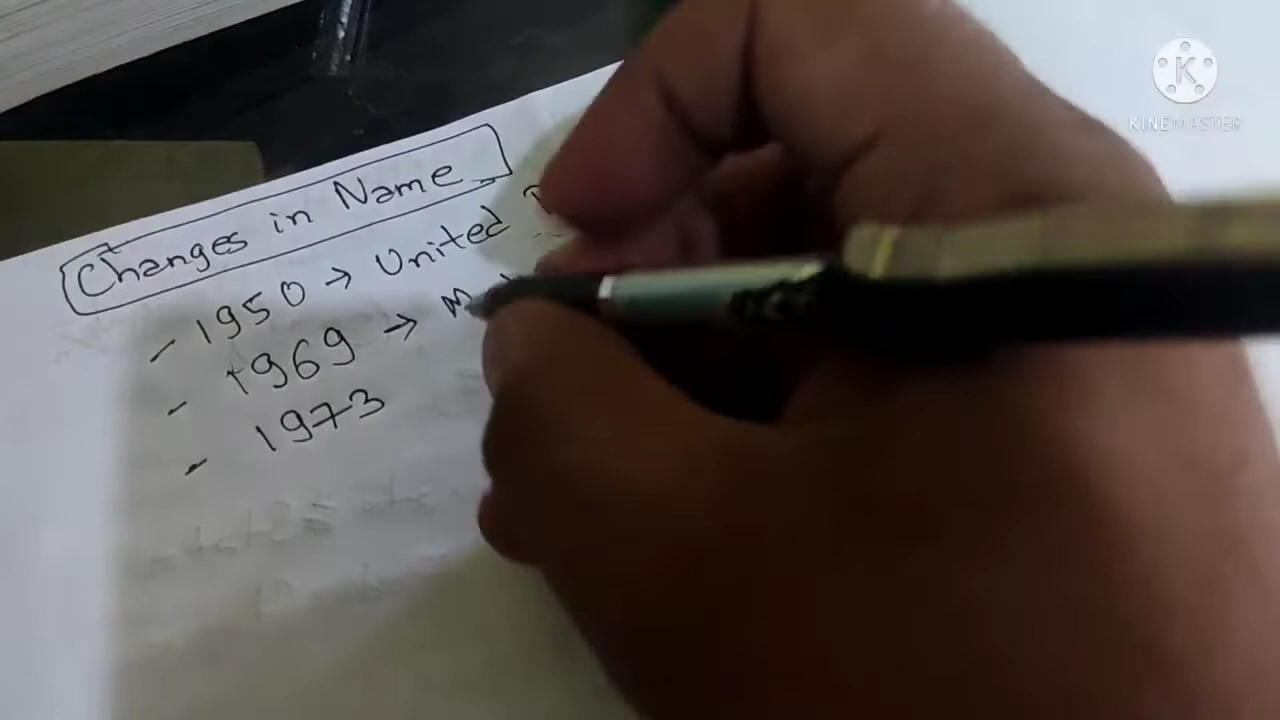 Changes in Name
- 1950 → United
- 1969 →
- 1973
KINEMASTER